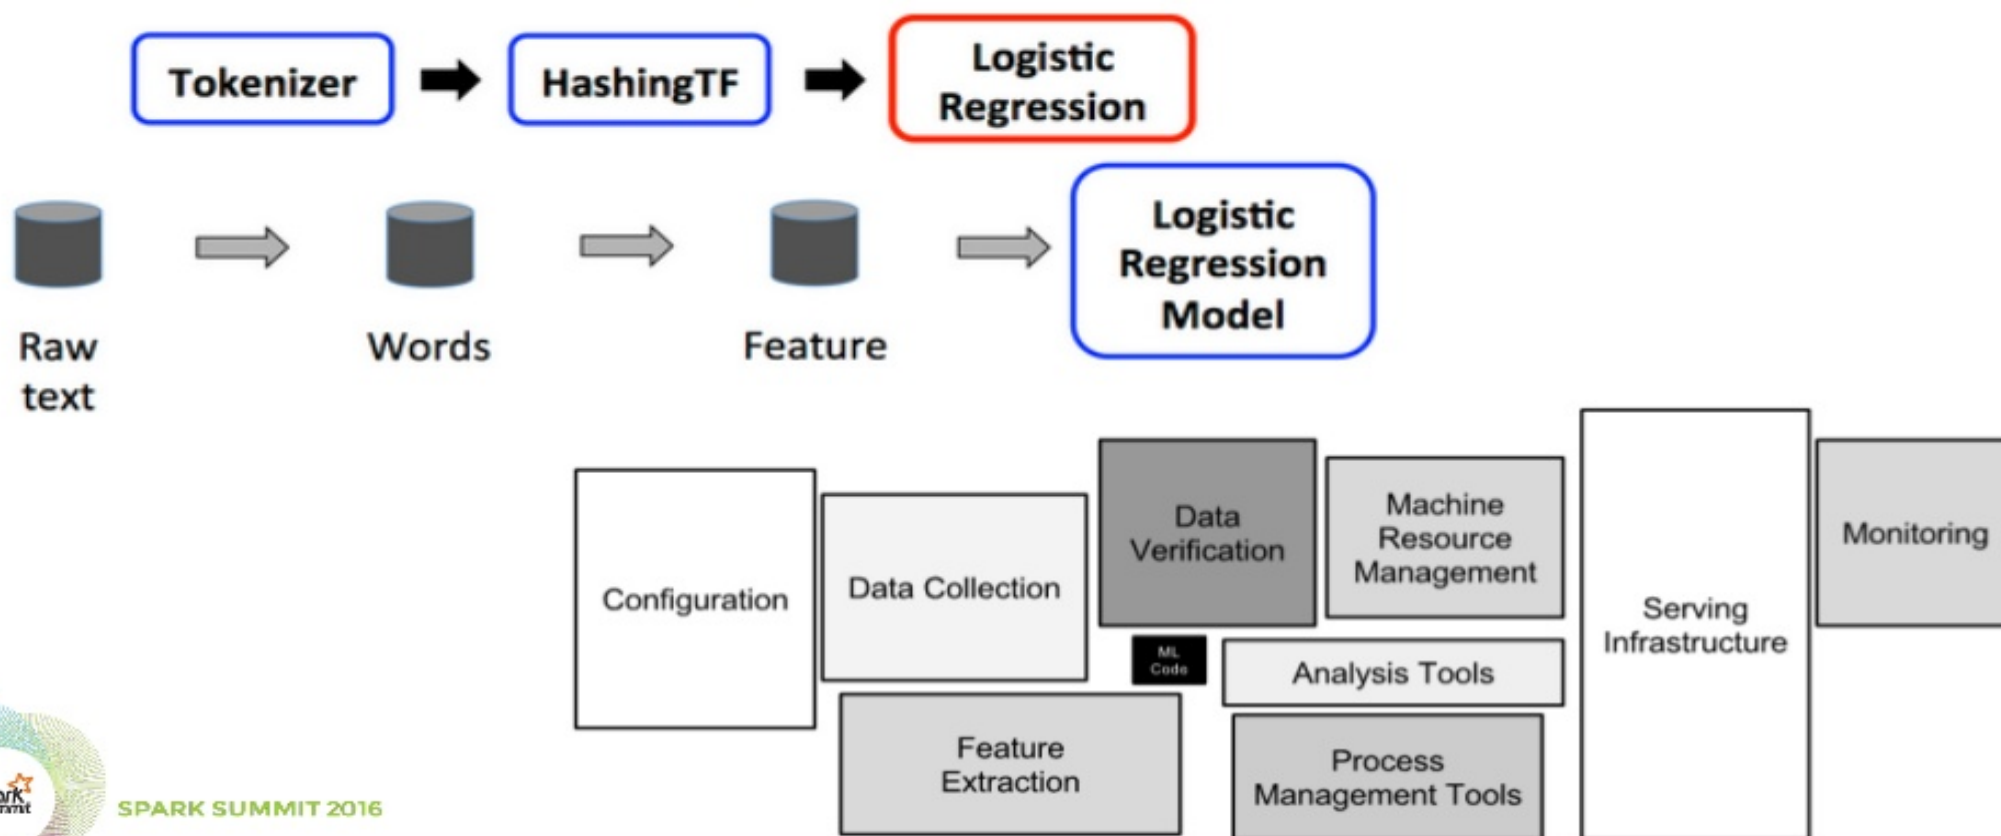 Tokenizer
HashingTF
Logistic
Regression
Logistic
Regression
Model
Raw
text
Words
Feature
Configuration
Data Collection
Data
Verification
Machine
Resource
Management
Serving
Infrastructure
Monitoring
ML
Code
Analysis Tools
Feature
Extraction
Process
Management Tools
SPARK SUMMIT 2016